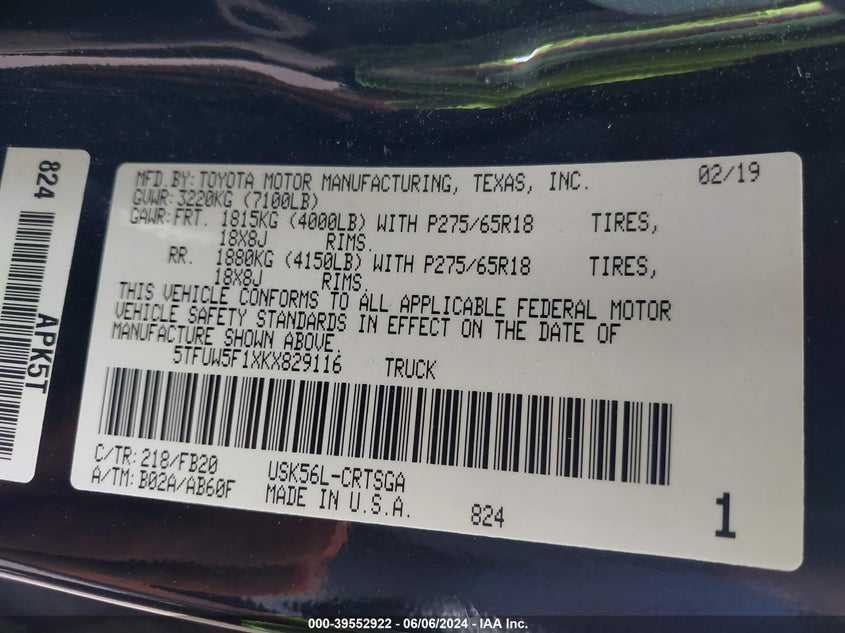 824
APK5T
MFD.BY:TOYOTA MOTOR MANUFACTURING, TEXAS, INC. 02/19
GVWR:3220KG (7100LB)
GAWR:FRT. 1815KG (4000LB) WITH P275/65R18 TIRES,
18X8J RIMS.
RR. 1880KG (4150LB) WITH P275/65R18 TIRES,
18X8J RIMS.
THIS VEHICLE CONFORMS TO ALL APPLICABLE FEDERAL MOTOR
VEHICLE SAFETY STANDARDS IN EFFECT ON THE DATE OF
MANUFACTURE SHOWN ABOVE.
5TFUW5F1XKX829116 TRUCK
C/TR:218/FB20 USK56L-CRTSGA
A/TM:B02A/AB60F MADE IN U.S.A. 824 1
000-39552922 - 06/06/2024 - IAA Inc.